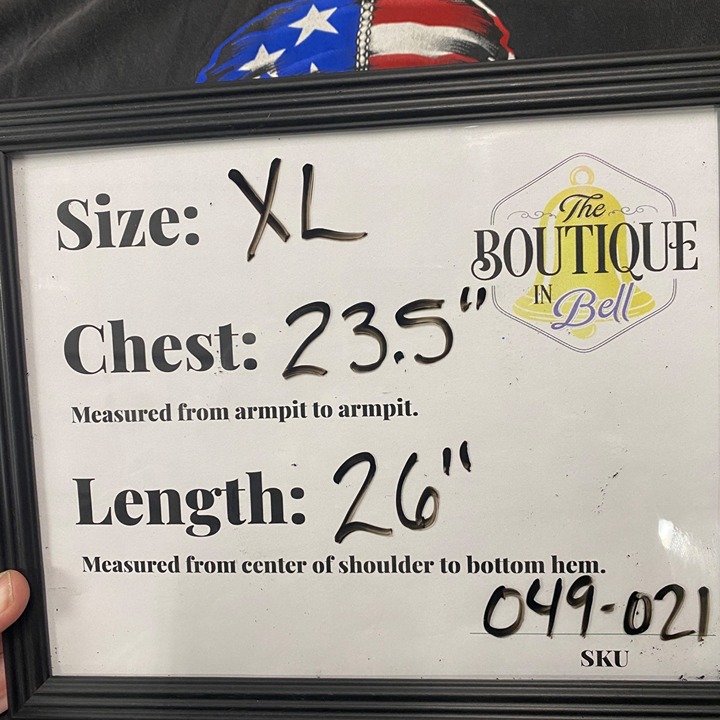 Size: XL
The
BOUTIQUE
IN Bell
Chest: 23.5"
Measured from armpit to armpit.
Length: 26"
Measured from center of shoulder to bottom hem.
049-021
SKU